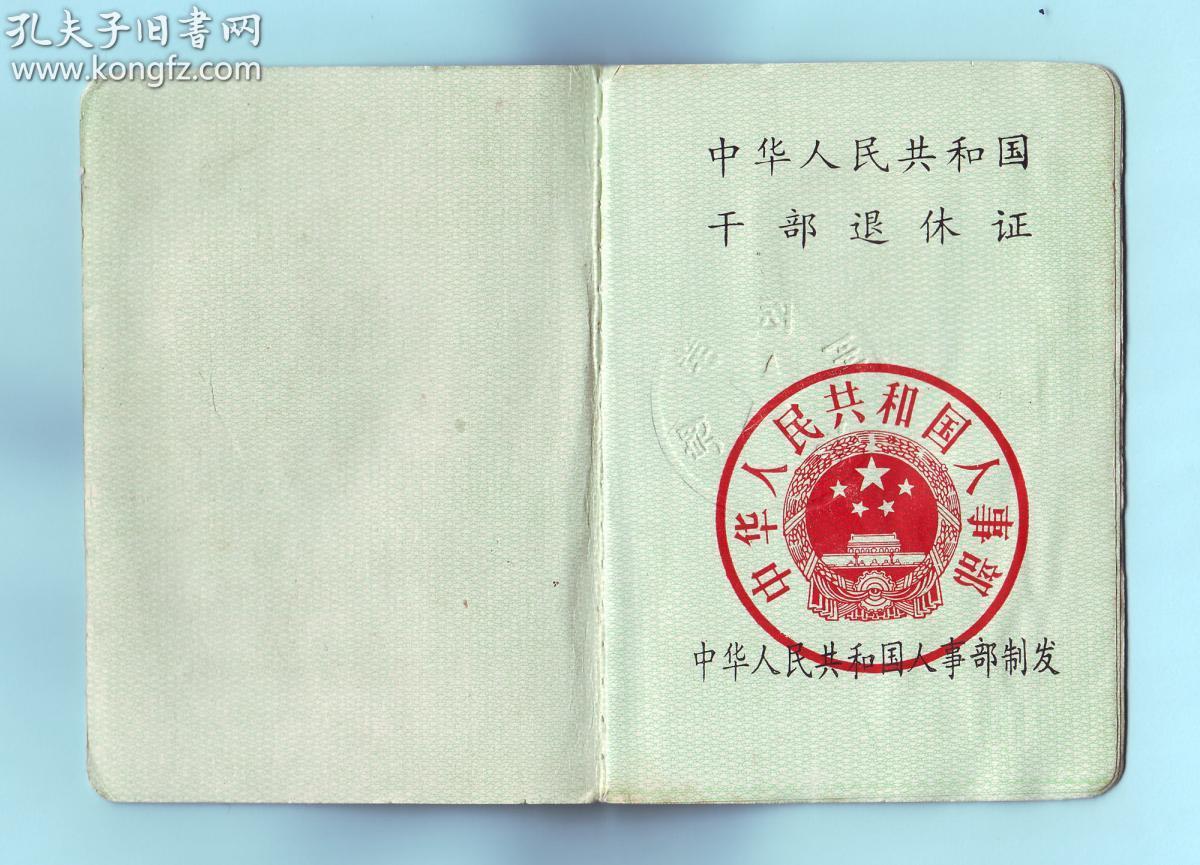 孔夫子旧书网
www.kongfz.com
中华人民共和国
干部退休证
中华人民共和国人事部
中华人民共和国人事部制发